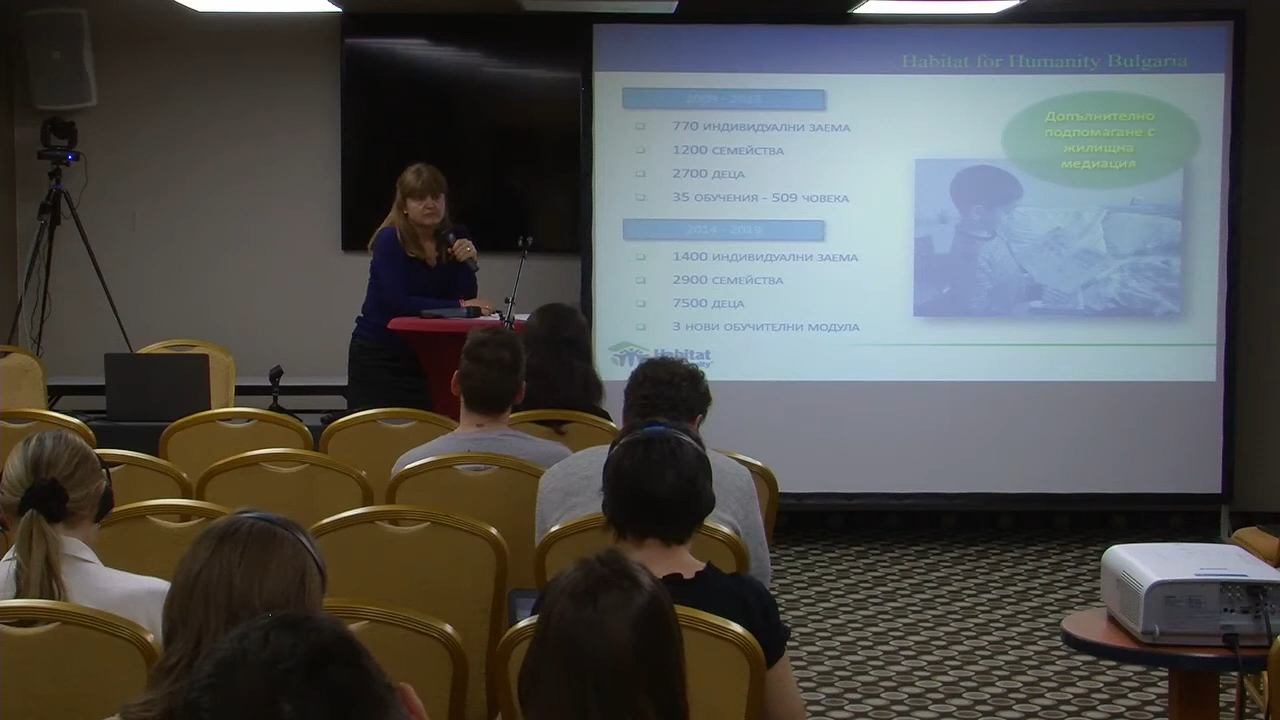 Habitat for Humanity Bulgaria
770 ИНДИВИДУАЛНИ ЗАЕМА
1200 СЕМЕЙСТВА
2700 ДЕЦА
35 ОБУЧЕНИЯ - 509 ЧОВЕКА
2014 - 2019
1400 ИНДИВИДУАЛНИ ЗАЕМА
2900 СЕМЕЙСТВА
7500 ДЕЦА
3 НОВИ ОБУЧИТЕЛНИ МОДУЛА
Допълнително
подпомагане с
жилищна
медиация
Habitat